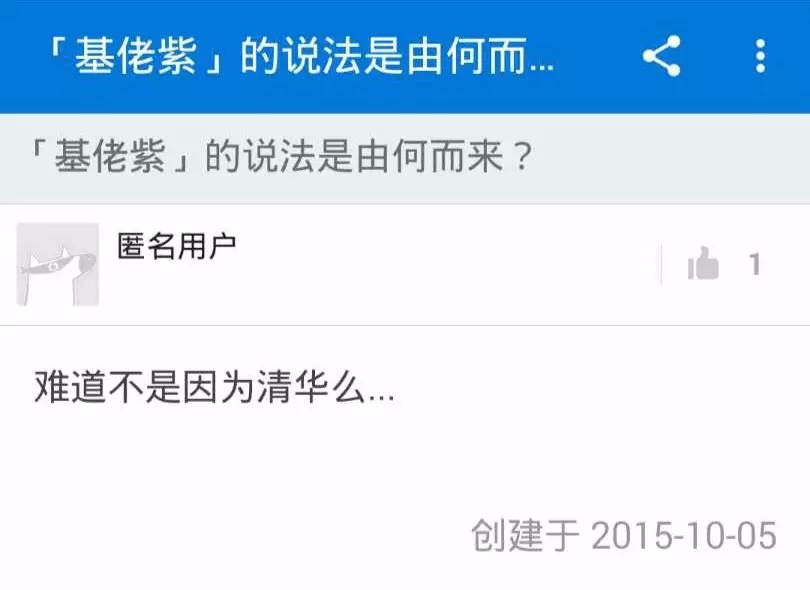 「基佬紫」的说法是由何而...
「基佬紫」的说法是由何而来？
匿名用户
1
难道不是因为清华么...
创建于 2015-10-05